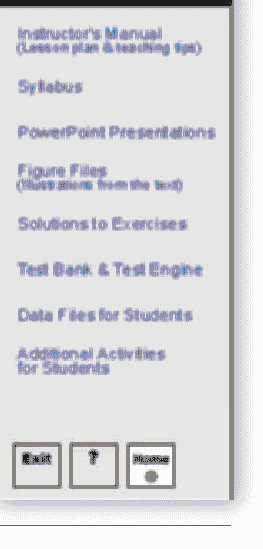 Instructor's Manual
(Lesson plan & teaching tips)
Syllabus
PowerPoint Presentations
Figure Files
(Illustrations from the text)
Solutions to Exercises
Test Bank & Test Engine
Data Files for Students
Additional Activities
for Students
Exit
?